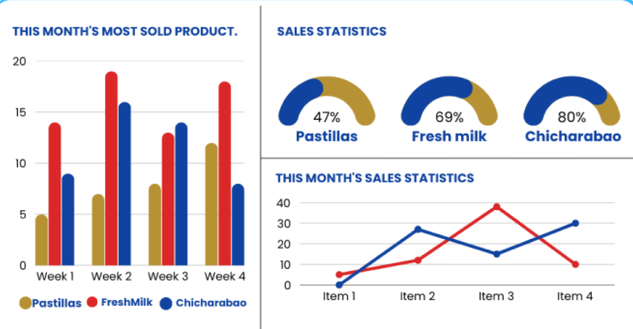 THIS MONTH'S MOST SOLD PRODUCT.
20
15
10
5
0
Week 1 Week 2 Week 3 Week 4
Pastillas FreshMilk Chicharabao
SALES STATISTICS
47% 69% 80%
Pastillas Fresh milk Chicharabao
THIS MONTH'S SALES STATISTICS
40
30
20
10
0
Item 1 Item 2 Item 3 Item 4